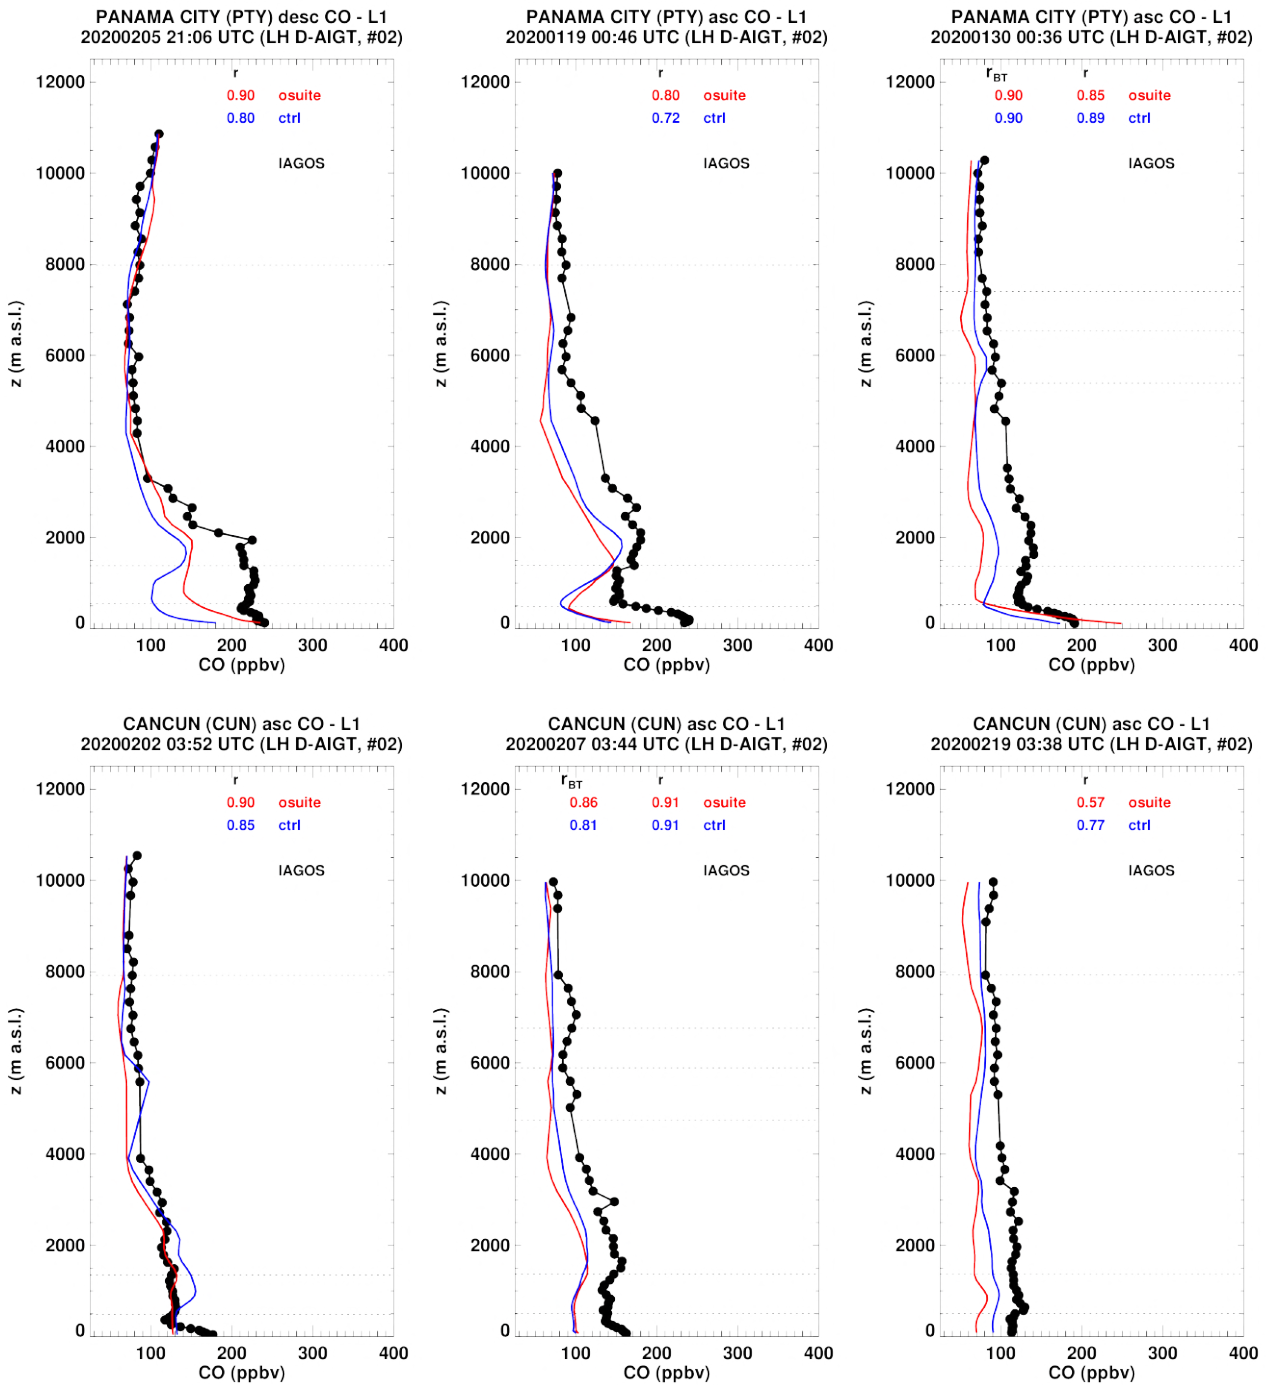 PANAMA CITY (PTY) desc CO - L1
20200205 21:06 UTC (LH D-AIGT, #02)
r
0.90 osuite
0.80 ctrl
IAGOS
12000
10000
8000
6000
4000
2000
0
z (m a.s.l.)
100 200 300 400
CO (ppbv)
PANAMA CITY (PTY) asc CO - L1
20200119 00:46 UTC (LH D-AIGT, #02)
r
0.80 osuite
0.72 ctrl
IAGOS
12000
10000
8000
6000
4000
2000
0
z (m a.s.l.)
100 200 300 400
CO (ppbv)
PANAMA CITY (PTY) asc CO - L1
20200130 00:36 UTC (LH D-AIGT, #02)
rBT r
0.90 0.85 osuite
0.90 0.89 ctrl
IAGOS
12000
10000
8000
6000
4000
2000
0
z (m a.s.l.)
100 200 300 400
CO (ppbv)
CANCUN (CUN) asc CO - L1
20200202 03:52 UTC (LH D-AIGT, #02)
r
0.90 osuite
0.85 ctrl
IAGOS
12000
10000
8000
6000
4000
2000
0
z (m a.s.l.)
100 200 300 400
CO (ppbv)
CANCUN (CUN) asc CO - L1
20200207 03:44 UTC (LH D-AIGT, #02)
rBT r
0.86 0.91 osuite
0.81 0.91 ctrl
IAGOS
12000
10000
8000
6000
4000
2000
0
z (m a.s.l.)
100 200 300 400
CO (ppbv)
CANCUN (CUN) asc CO - L1
20200219 03:38 UTC (LH D-AIGT, #02)
r
0.57 osuite
0.77 ctrl
IAGOS
12000
10000
8000
6000
4000
2000
0
z (m a.s.l.)
100 200 300 400
CO (ppbv)